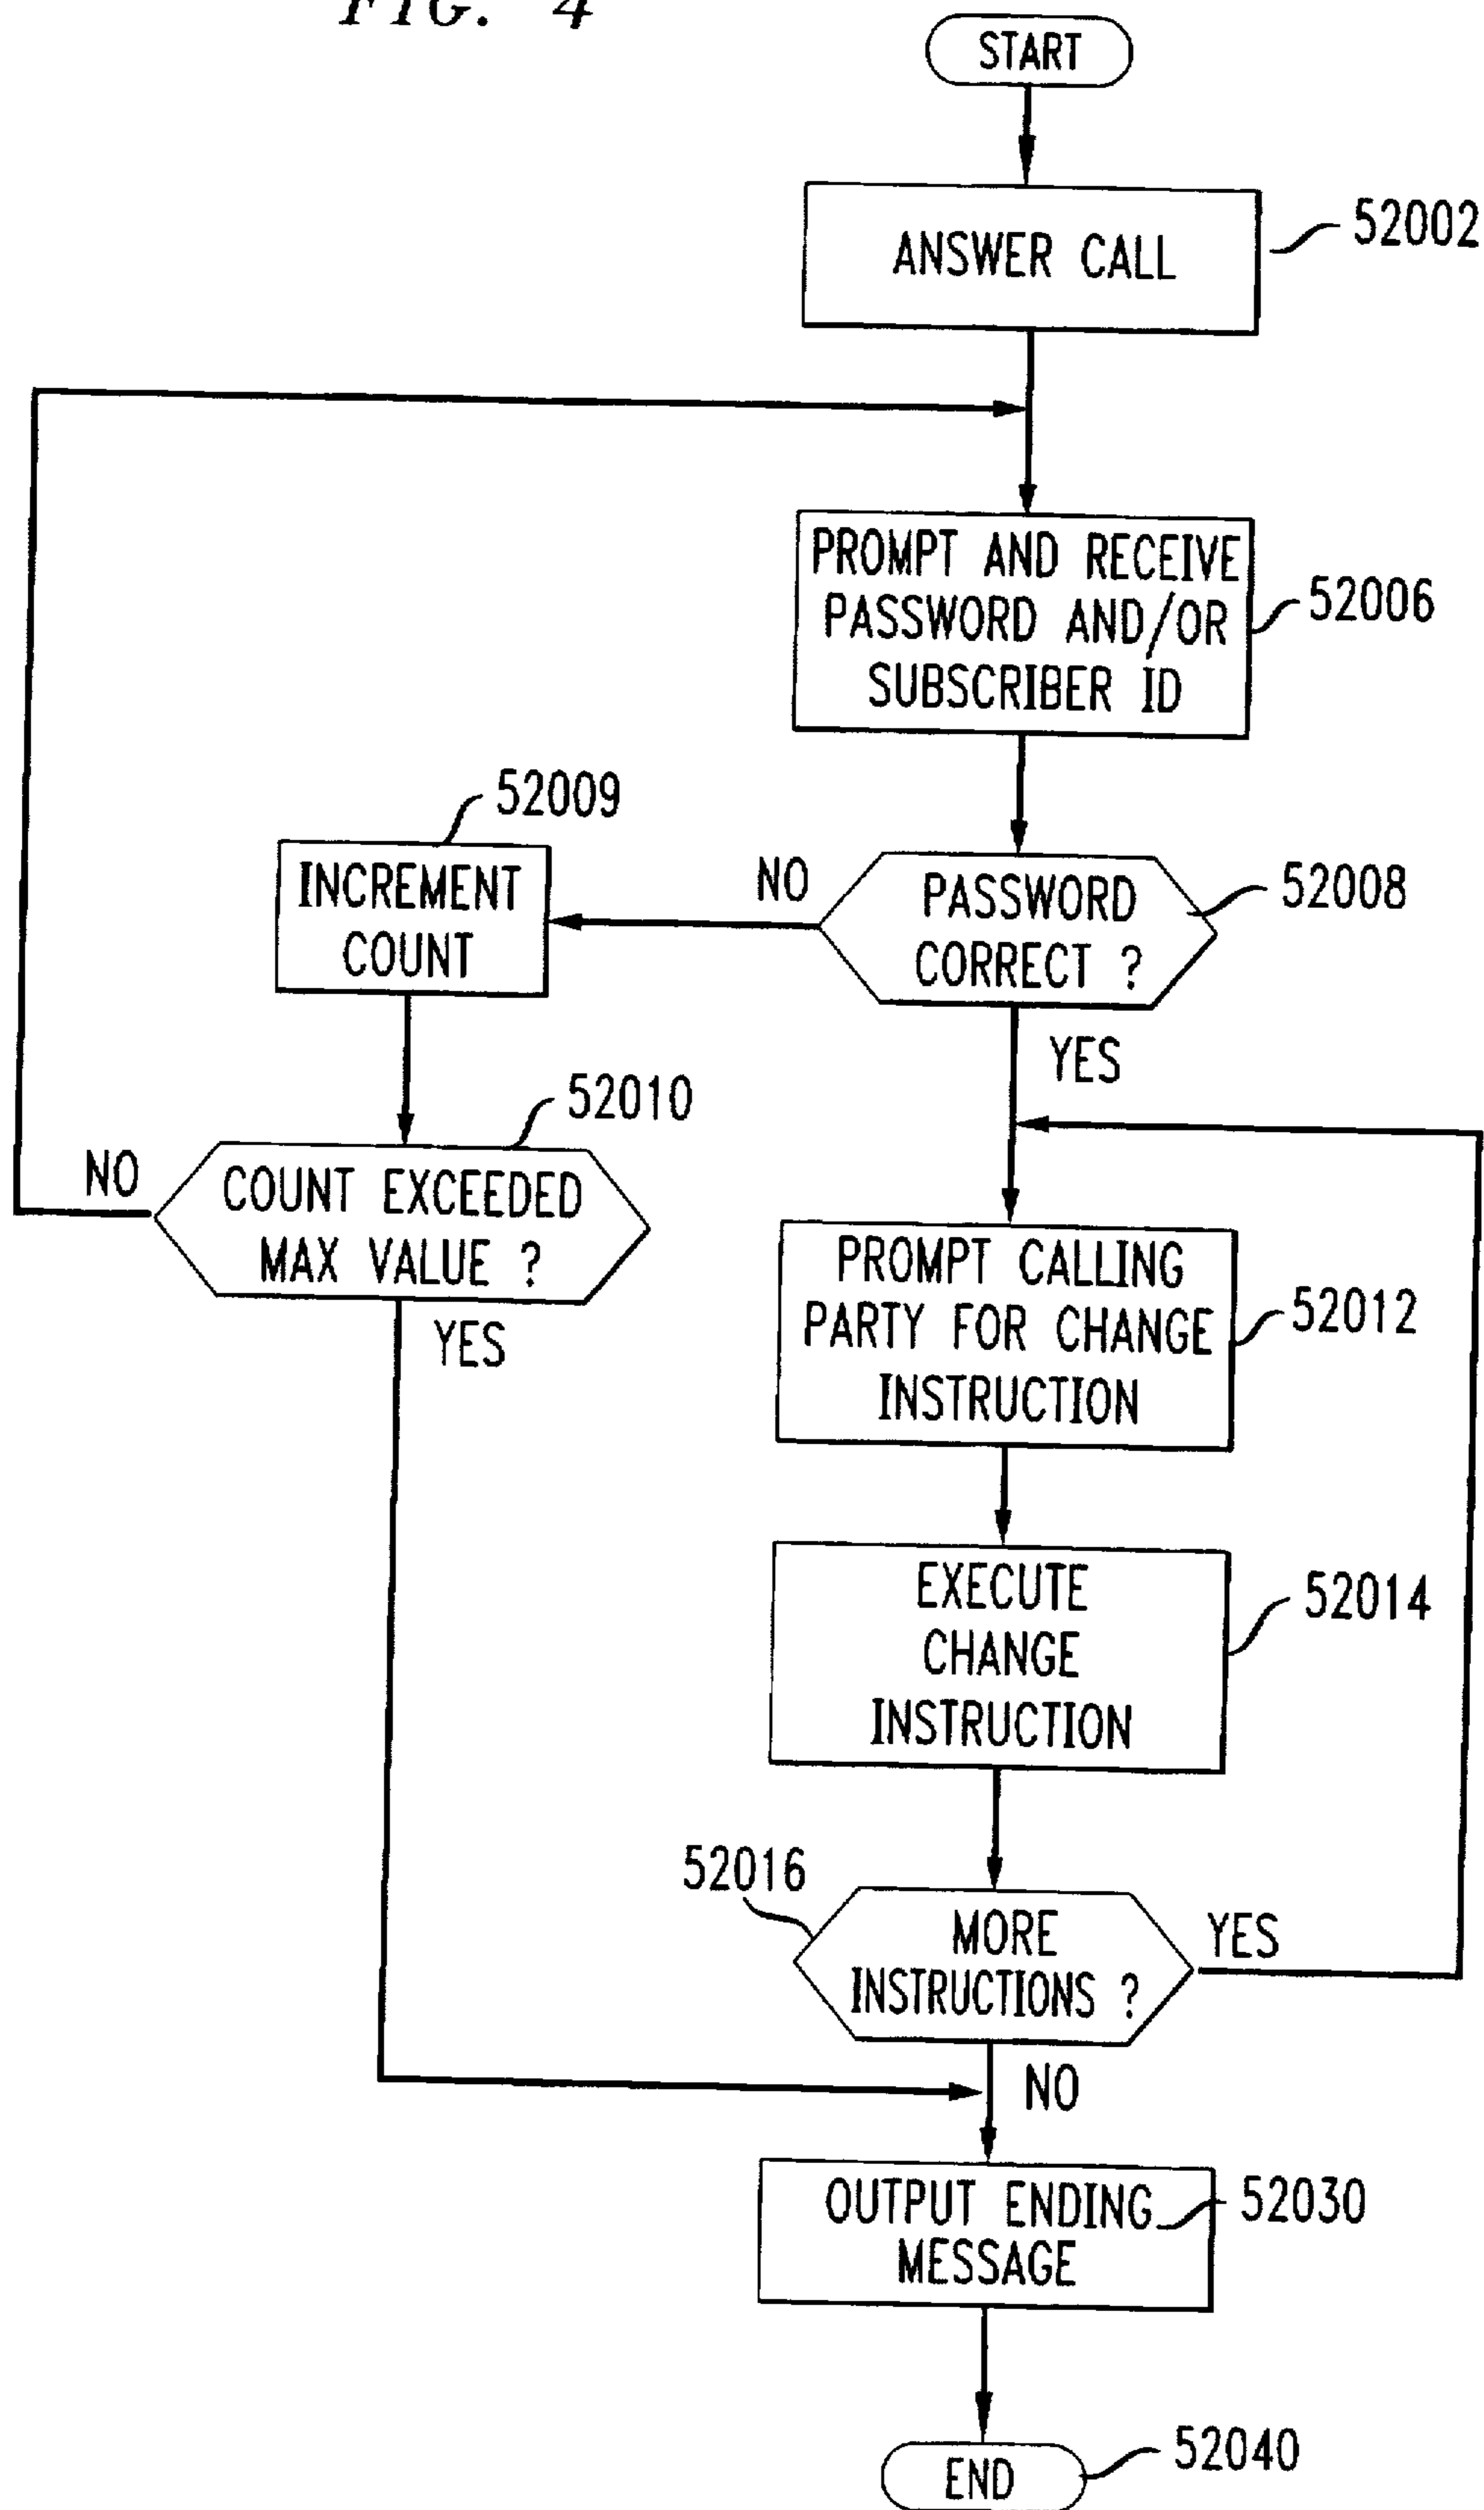 FIG. 4
START
ANSWER CALL
52002
PROMPT AND RECEIVE
PASSWORD AND/OR
SUBSCRIBER ID
52006
52009
INCREMENT
COUNT
NO
PASSWORD
CORRECT ?
52008
YES
52010
NO
COUNT EXCEEDED
MAX VALUE ?
YES
PROMPT CALLING
PARTY FOR CHANGE
INSTRUCTION
52012
EXECUTE
CHANGE
INSTRUCTION
52014
52016
MORE
INSTRUCTIONS ?
YES
NO
OUTPUT ENDING
MESSAGE
52030
END
52040